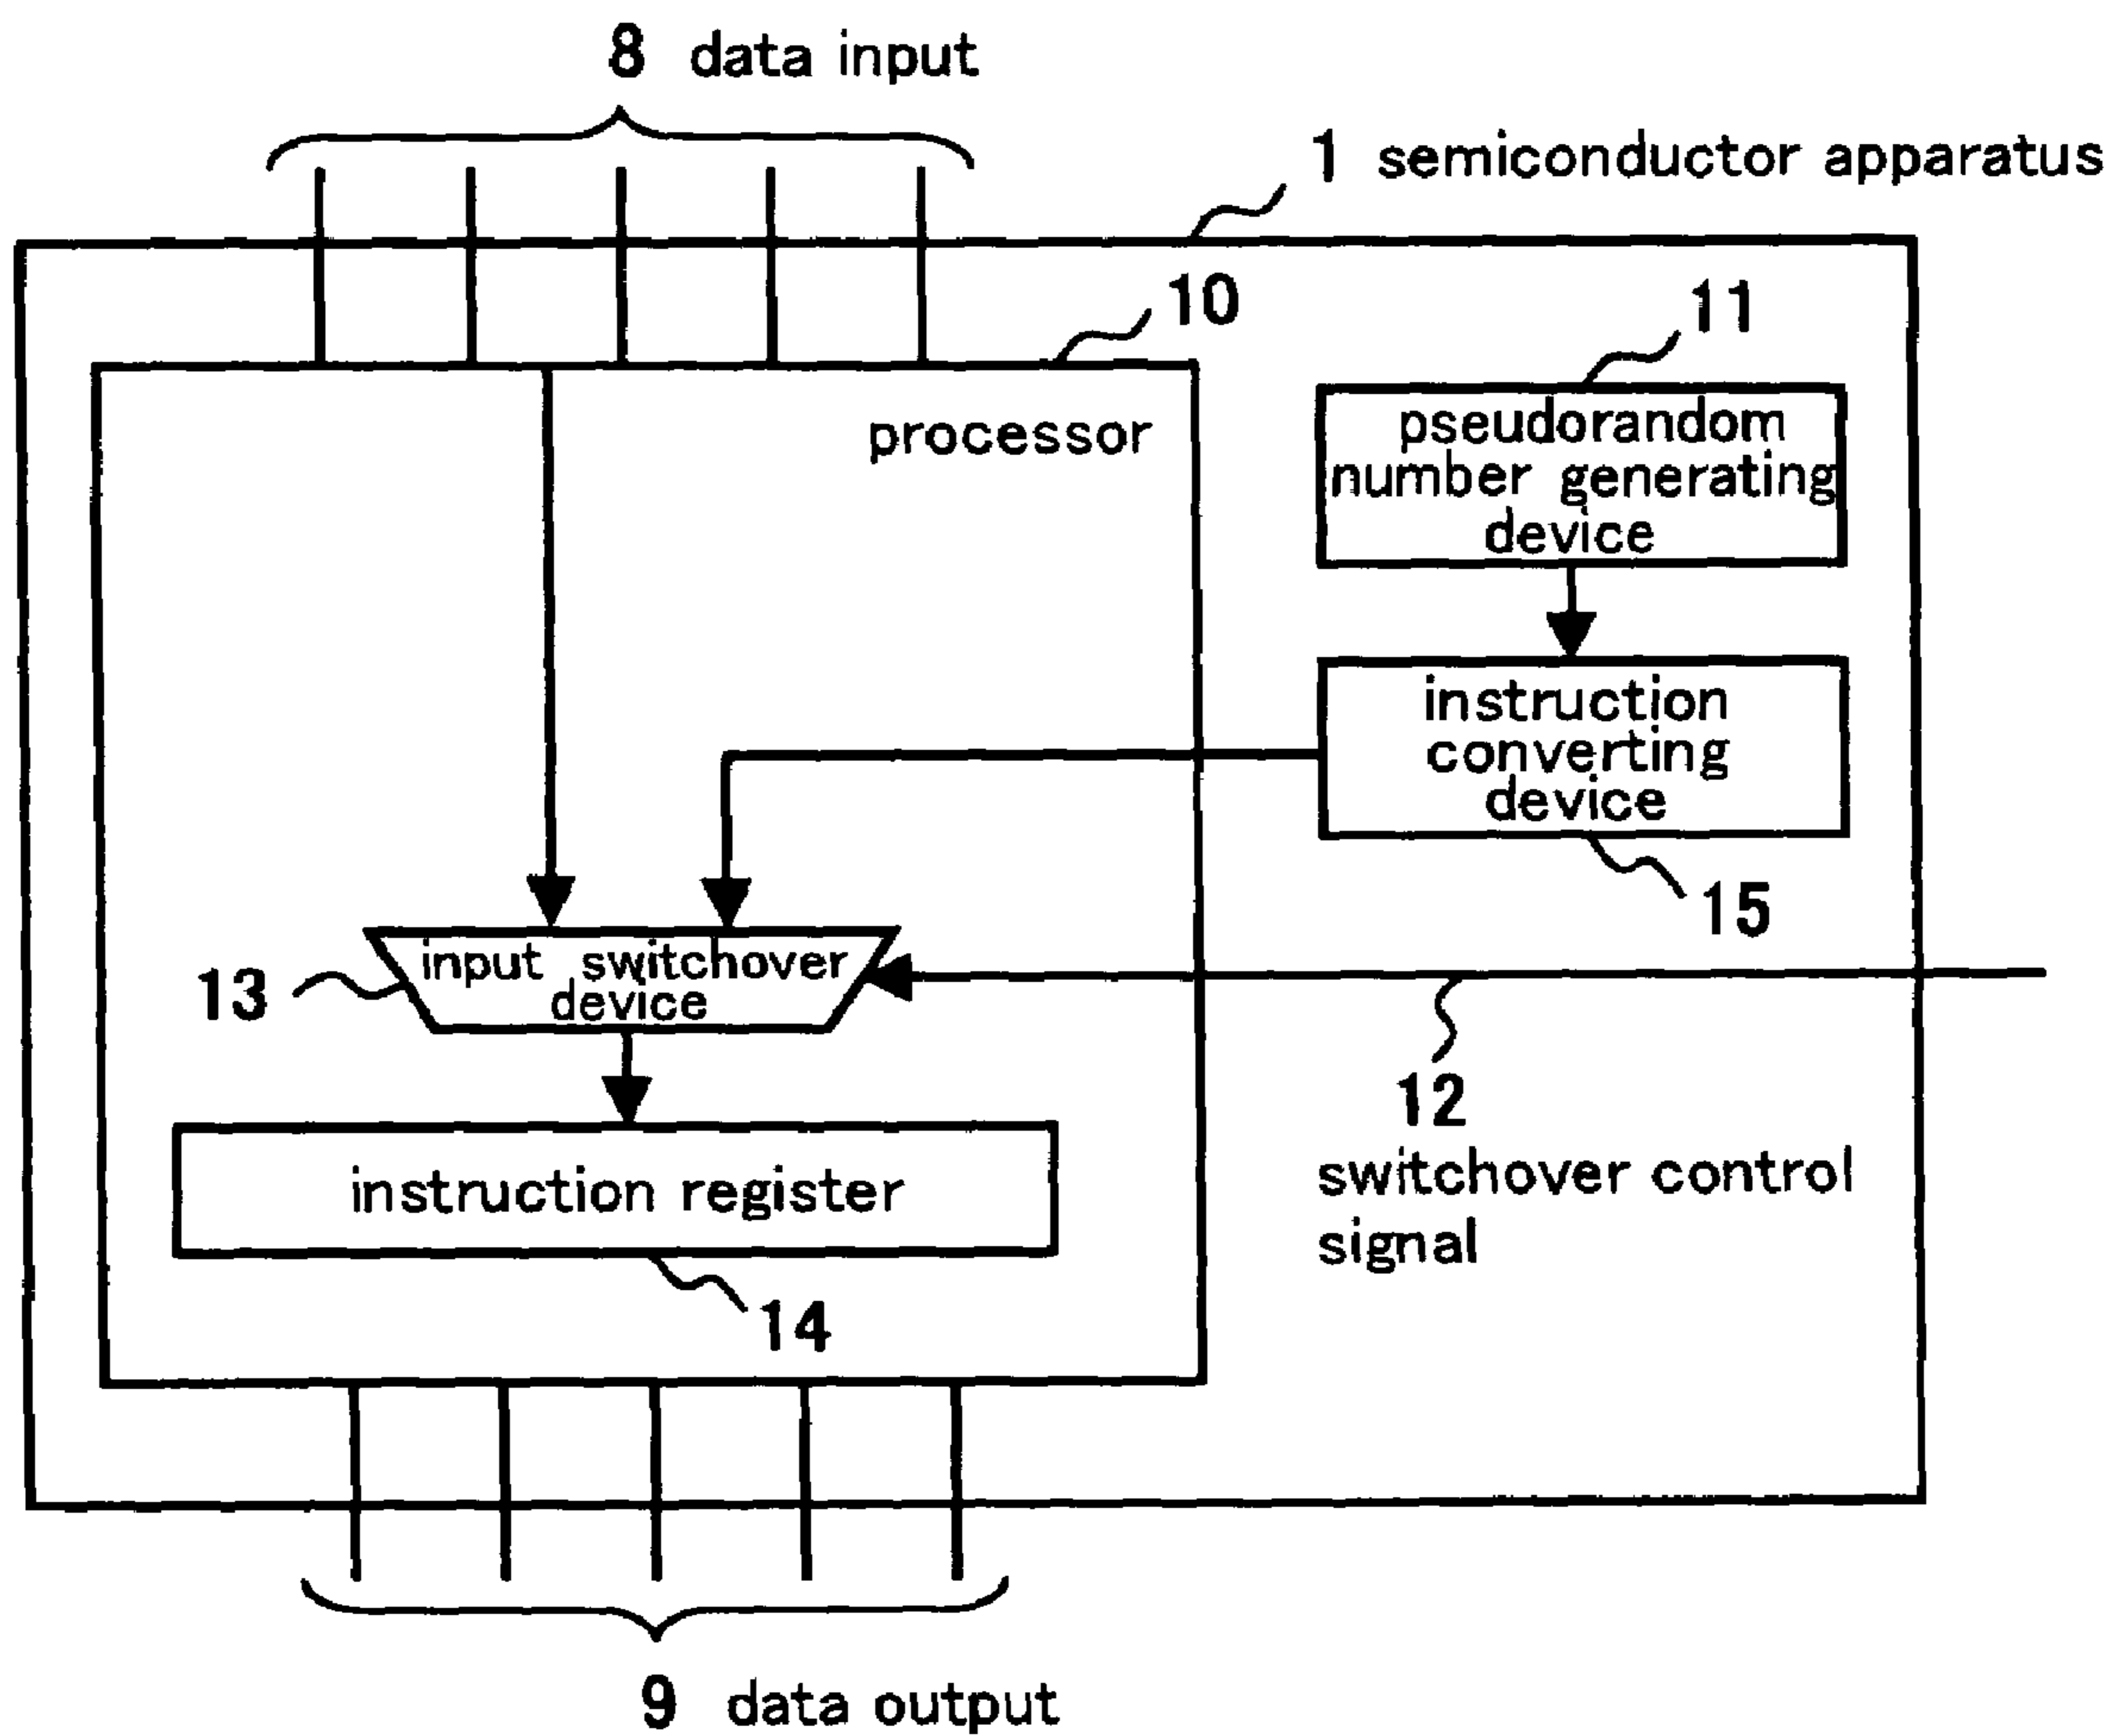 8 data input
1 semiconductor apparatus
10
11
processor
pseudorandom
number generating
device
instruction
converting
device
15
input switchover
device
13
12
switchover control
signal
instruction register
14
9 data output